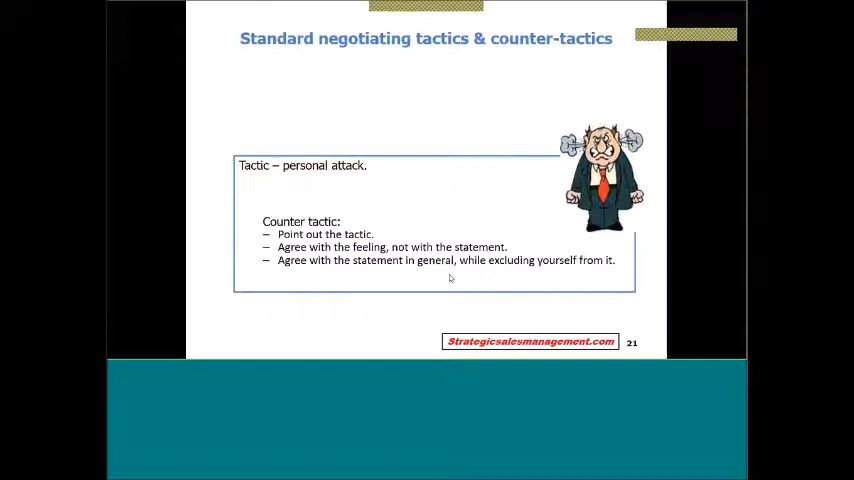 Standard negotiating tactics & counter-tactics
Tactic – personal attack.
Counter tactic:
– Point out the tactic.
– Agree with the feeling, not with the statement.
– Agree with the statement in general, while excluding yourself from it.
Strategicsalesmanagement.com
21